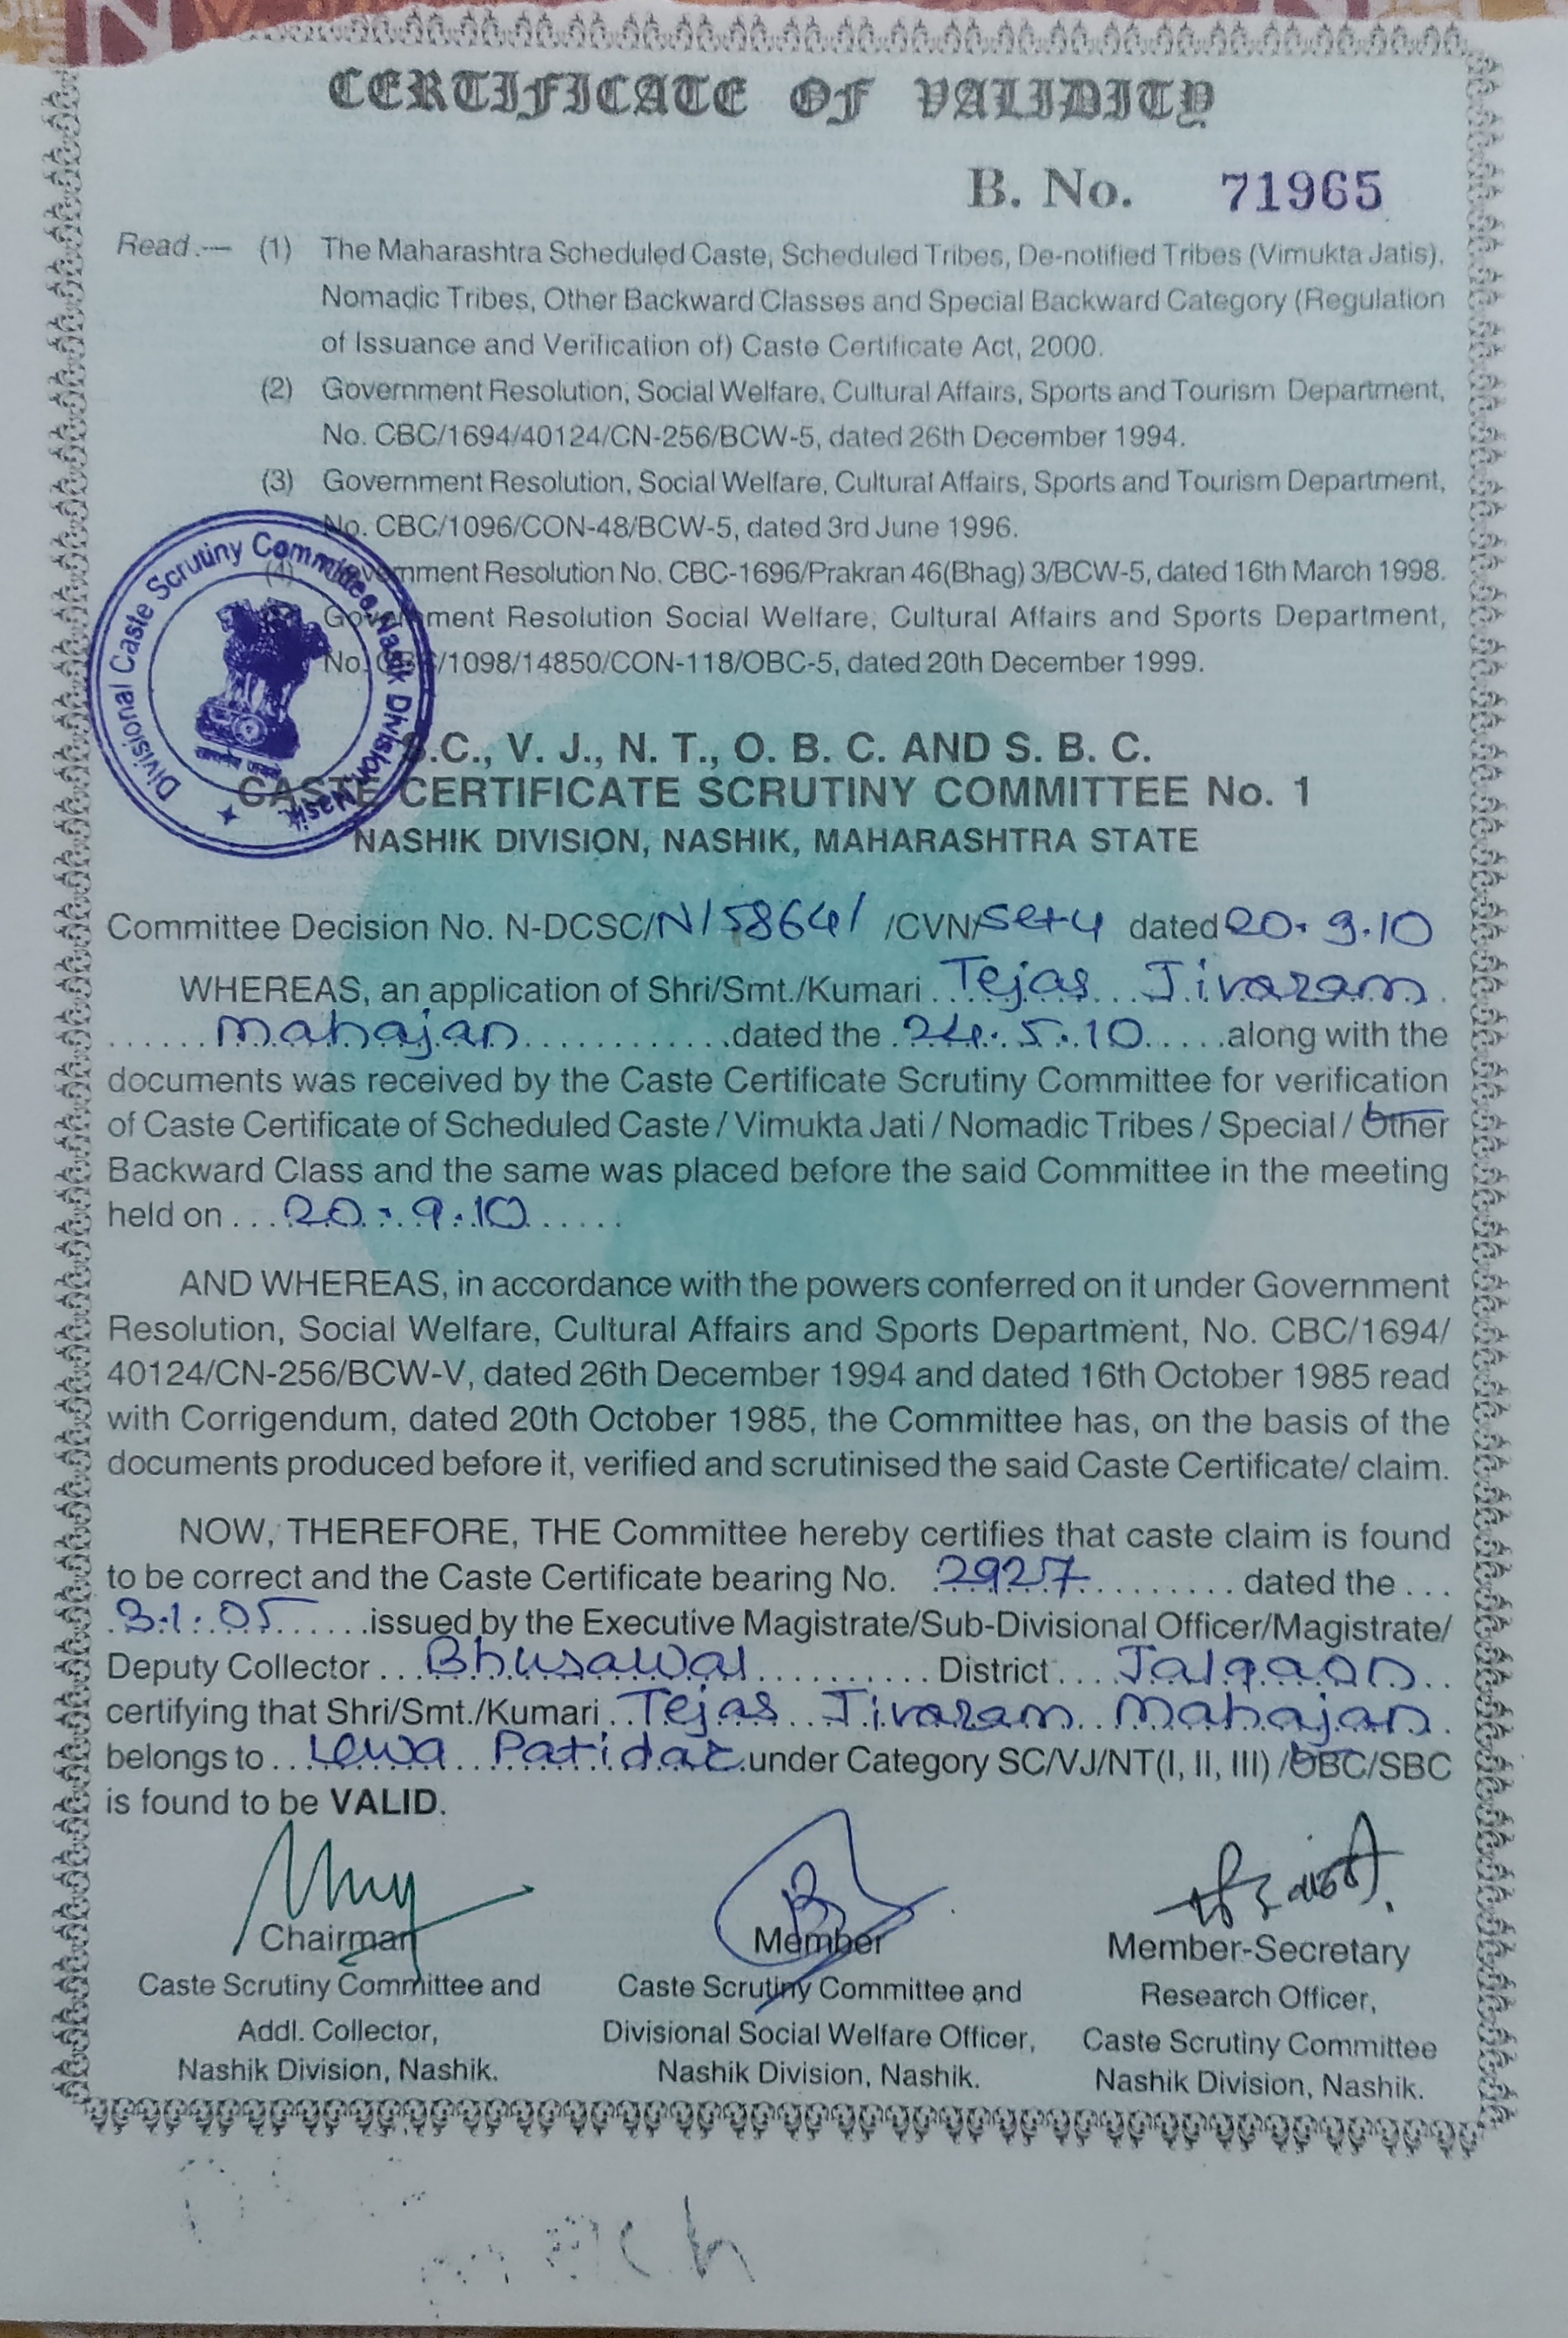 CERTIFICATE OF VALIDITY
B. No. 71965
Read.— (1) The Maharashtra Scheduled Caste, Scheduled Tribes, De-notified Tribes (Vimukta Jatis),
Nomadic Tribes, Other Backward Classes and Special Backward Category (Regulation
of Issuance and Verification of) Caste Certificate Act, 2000.
(2) Government Resolution, Social Welfare, Cultural Affairs, Sports and Tourism Department,
No. CBC/1694/40124/CN-256/BCW-5, dated 26th December 1994.
(3) Government Resolution, Social Welfare, Cultural Affairs, Sports and Tourism Department,
No. CBC/1096/CON-48/BCW-5, dated 3rd June 1996.
(4) Government Resolution No. CBC-1696/Prakran 46(Bhag) 3/BCW-5, dated 16th March 1998.
Government Resolution Social Welfare, Cultural Affairs and Sports Department,
No. CBC/1098/14850/CON-118/OBC-5, dated 20th December 1999.
Divisional Caste Scrutiny Committee, Nasik Division Nasik
S.C., V. J., N. T., O. B. C. AND S. B. C.
CASTE CERTIFICATE SCRUTINY COMMITTEE No. 1
NASHIK DIVISION, NASHIK, MAHARASHTRA STATE
Committee Decision No. N-DCSC/N/5864/ /CVN/Set4 dated 20.9.10
WHEREAS, an application of Shri/Smt./Kumari Tejas Jivaram
Mahajan dated the 24.5.10 along with the
documents was received by the Caste Certificate Scrutiny Committee for verification
of Caste Certificate of Scheduled Caste / Vimukta Jati / Nomadic Tribes / Special / Other
Backward Class and the same was placed before the said Committee in the meeting
held on 20.9.10
AND WHEREAS, in accordance with the powers conferred on it under Government
Resolution, Social Welfare, Cultural Affairs and Sports Department, No. CBC/1694/
40124/CN-256/BCW-V, dated 26th December 1994 and dated 16th October 1985 read
with Corrigendum, dated 20th October 1985, the Committee has, on the basis of the
documents produced before it, verified and scrutinised the said Caste Certificate/ claim.
NOW, THEREFORE, THE Committee hereby certifies that caste claim is found
to be correct and the Caste Certificate bearing No. 2927 dated the
3.1.05 issued by the Executive Magistrate/Sub-Divisional Officer/Magistrate/
Deputy Collector Bhusawal District Jalgaon
certifying that Shri/Smt./Kumari Tejas Jivaram Mahajan
belongs to Lewa Patidar under Category SC/VJ/NT(I, II, III) /OBC/SBC
is found to be VALID.
Chairman
Caste Scrutiny Committee and
Addl. Collector,
Nashik Division, Nashik.
Member
Caste Scrutiny Committee and
Divisional Social Welfare Officer,
Nashik Division, Nashik.
Member-Secretary
Research Officer,
Caste Scrutiny Committee
Nashik Division, Nashik.